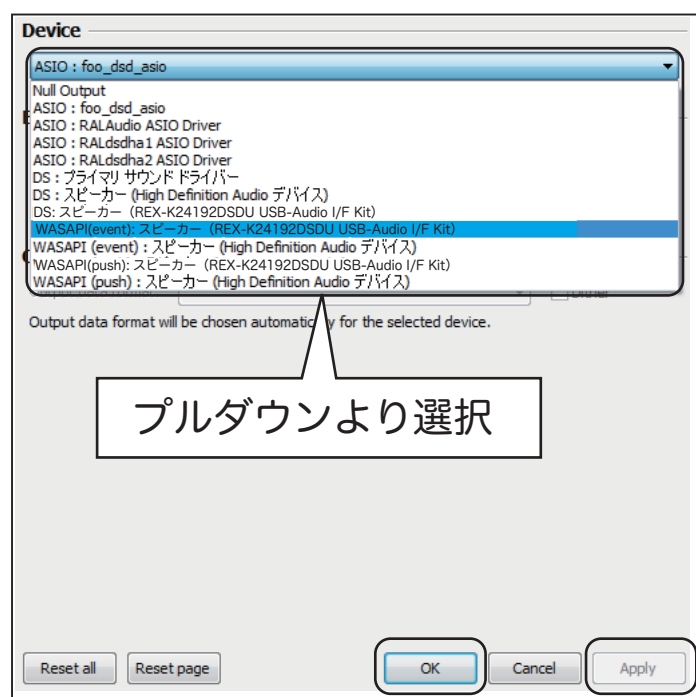 Device
ASIO : foo_dsd_asio
Null Output
ASIO : foo_dsd_asio
ASIO : RALAudio ASIO Driver
ASIO : RALdsdha1 ASIO Driver
ASIO : RALdsdha2 ASIO Driver
DS : プライマリ サウンド ドライバー
DS : スピーカー (High Definition Audio デバイス)
DS: スピーカー（REX-K24192DSDU USB-Audio I/F Kit）
WASAPI(event): スピーカー（REX-K24192DSDU USB-Audio I/F Kit）
WASAPI (event) : スピーカー (High Definition Audio デバイス)
WASAPI(push): スピーカー（REX-K24192DSDU USB-Audio I/F Kit）
WASAPI (push) : スピーカー (High Definition Audio デバイス)
Output data format will be chosen automatic y for the selected device.
プルダウンより選択
Reset all Reset page OK Cancel Apply